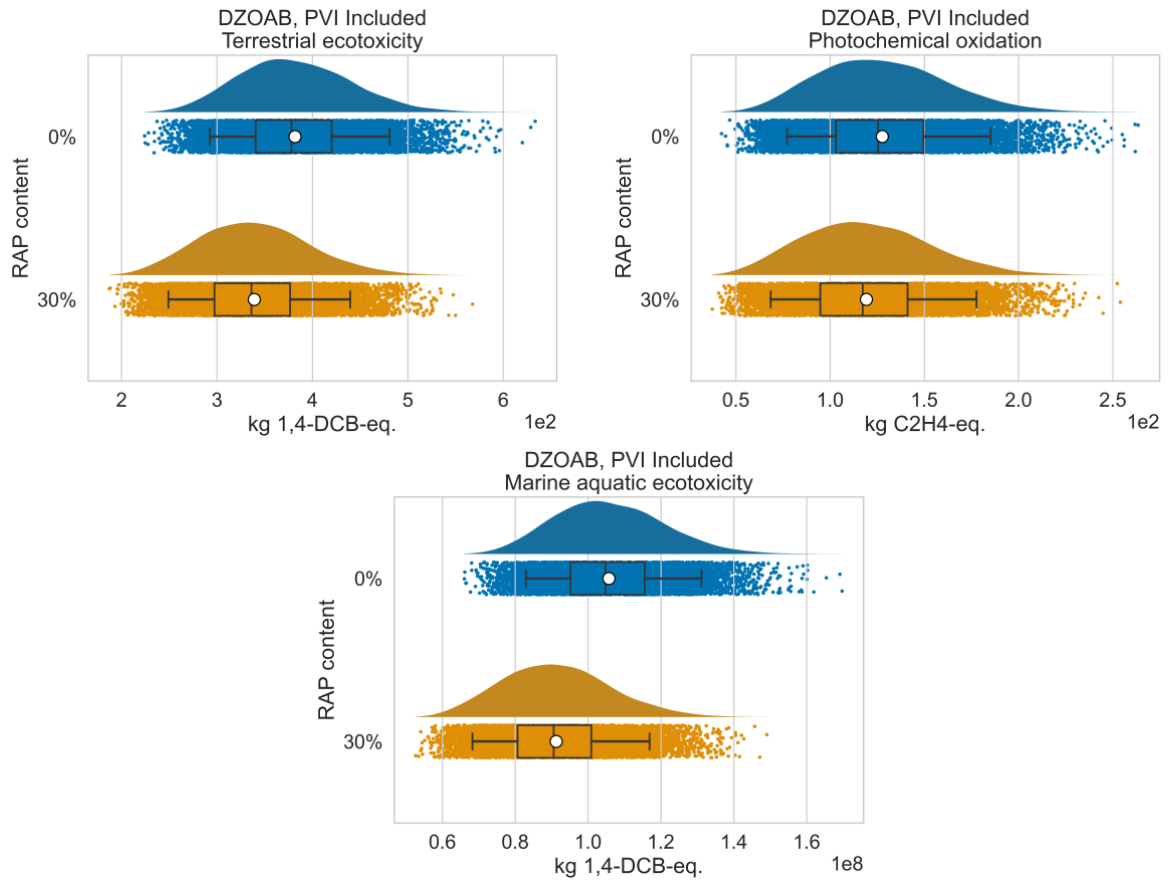 DZOAB, PVI Included
Terrestrial ecotoxicity
RAP content
0%
30%
2 3 4 5 6
kg 1,4-DCB-eq.
1e2
DZOAB, PVI Included
Photochemical oxidation
RAP content
0%
30%
0.5 1.0 1.5 2.0 2.5
kg C2H4-eq.
1e2
DZOAB, PVI Included
Marine aquatic ecotoxicity
RAP content
0%
30%
0.6 0.8 1.0 1.2 1.4 1.6
kg 1,4-DCB-eq.
1e8